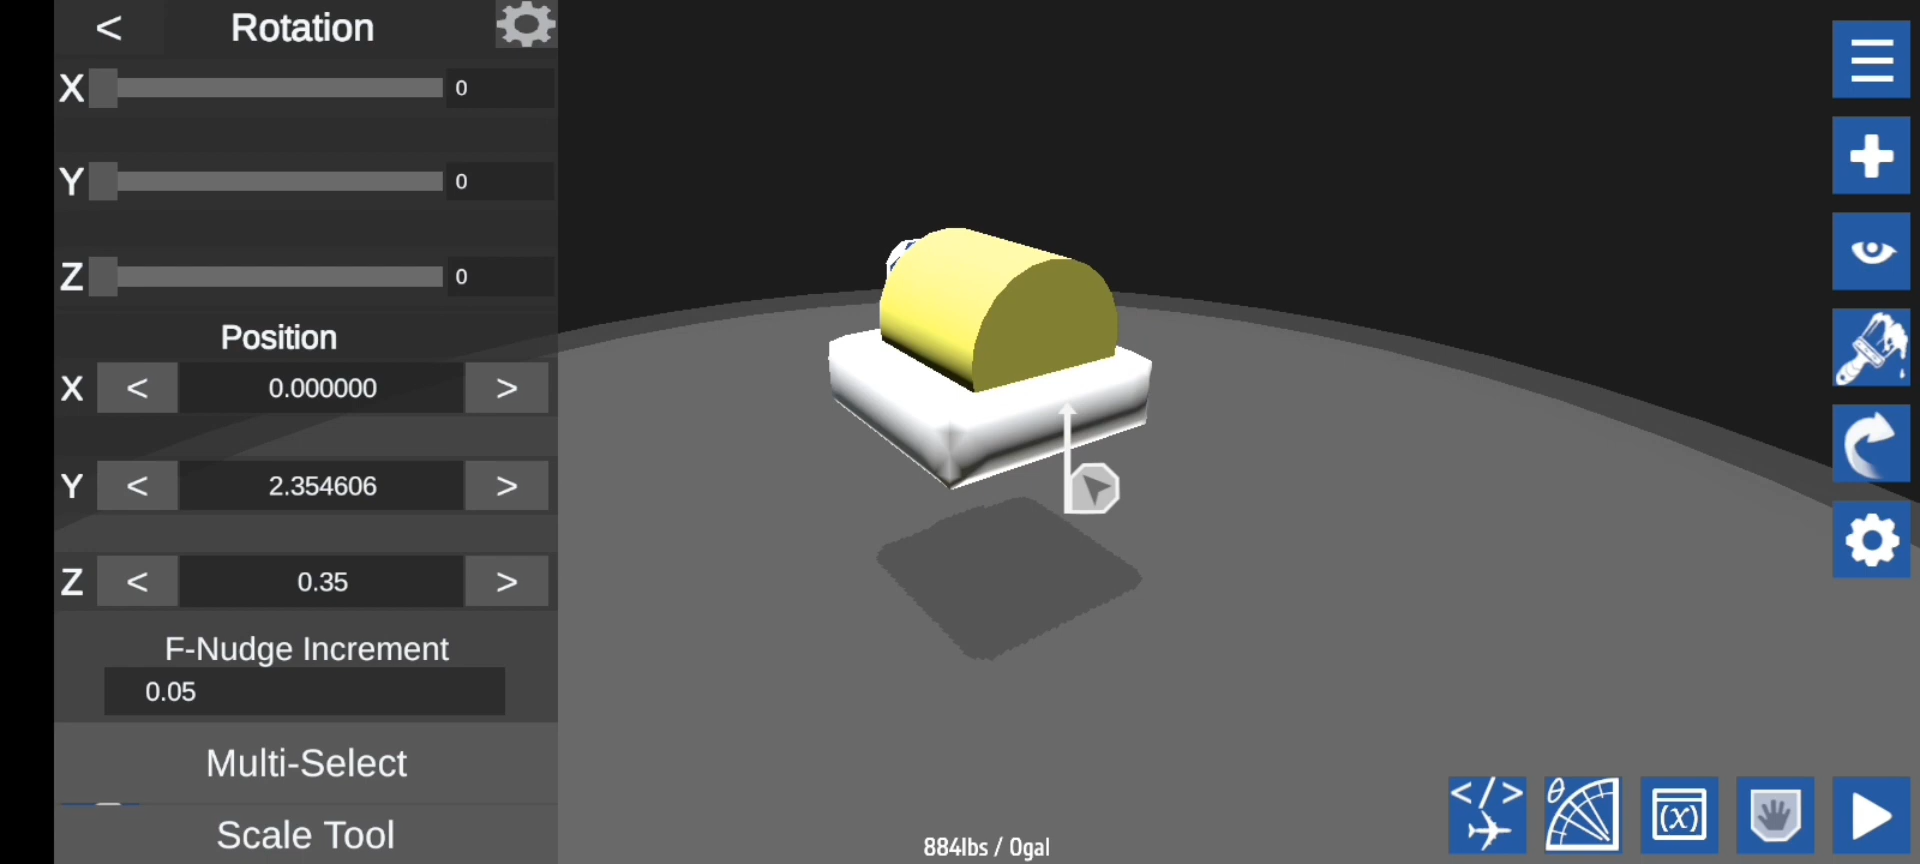 < Rotation
X 0
Y 0
Z 0
Position
X < 0.000000 >
Y < 2.354606 >
Z < 0.35 >
F-Nudge Increment
0.05
Multi-Select
Scale Tool
884lbs / 0gal
</>
θ
(x)